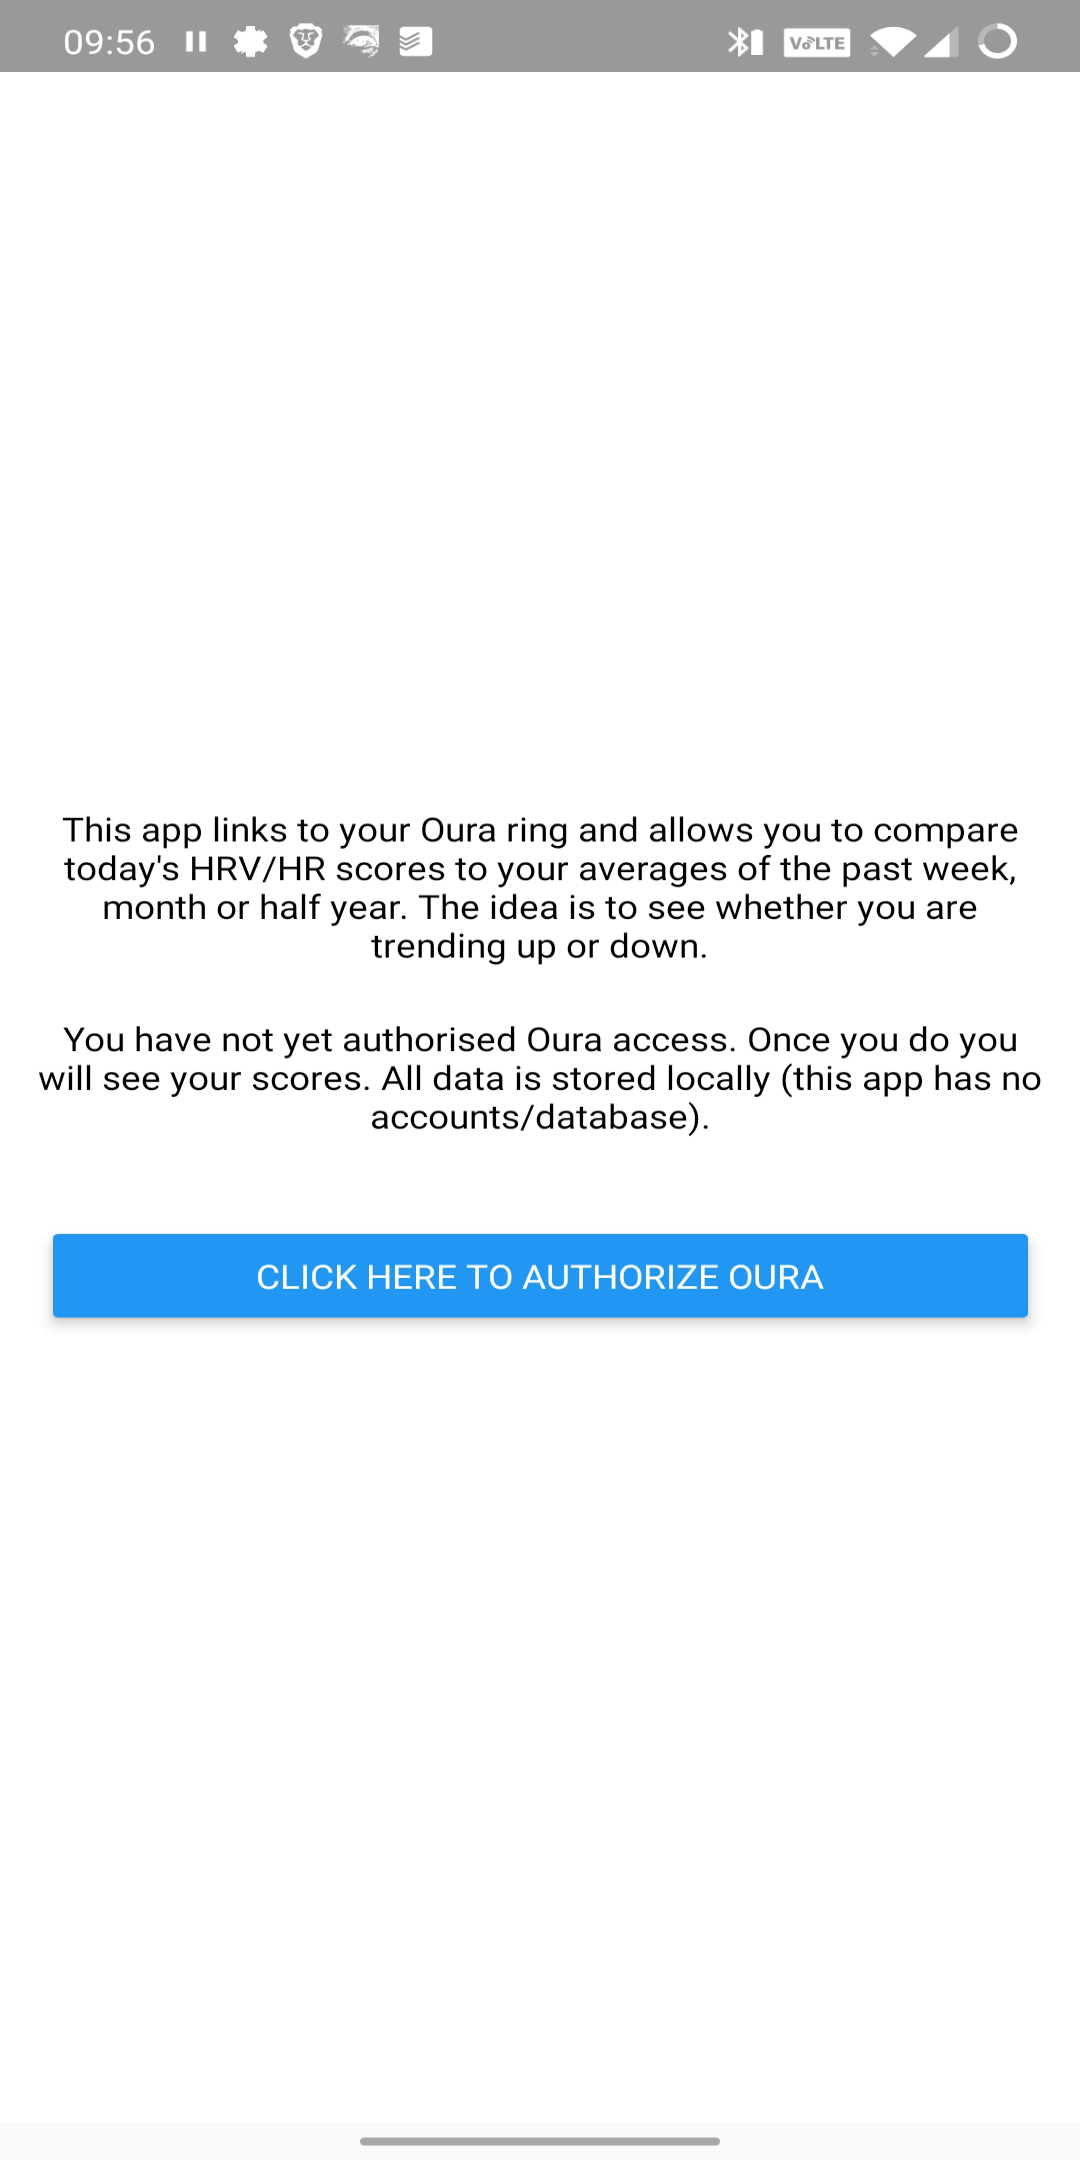 09:56
VoLTE
This app links to your Oura ring and allows you to compare
today's HRV/HR scores to your averages of the past week,
month or half year. The idea is to see whether you are
trending up or down.
You have not yet authorised Oura access. Once you do you
will see your scores. All data is stored locally (this app has no
accounts/database).
CLICK HERE TO AUTHORIZE OURA